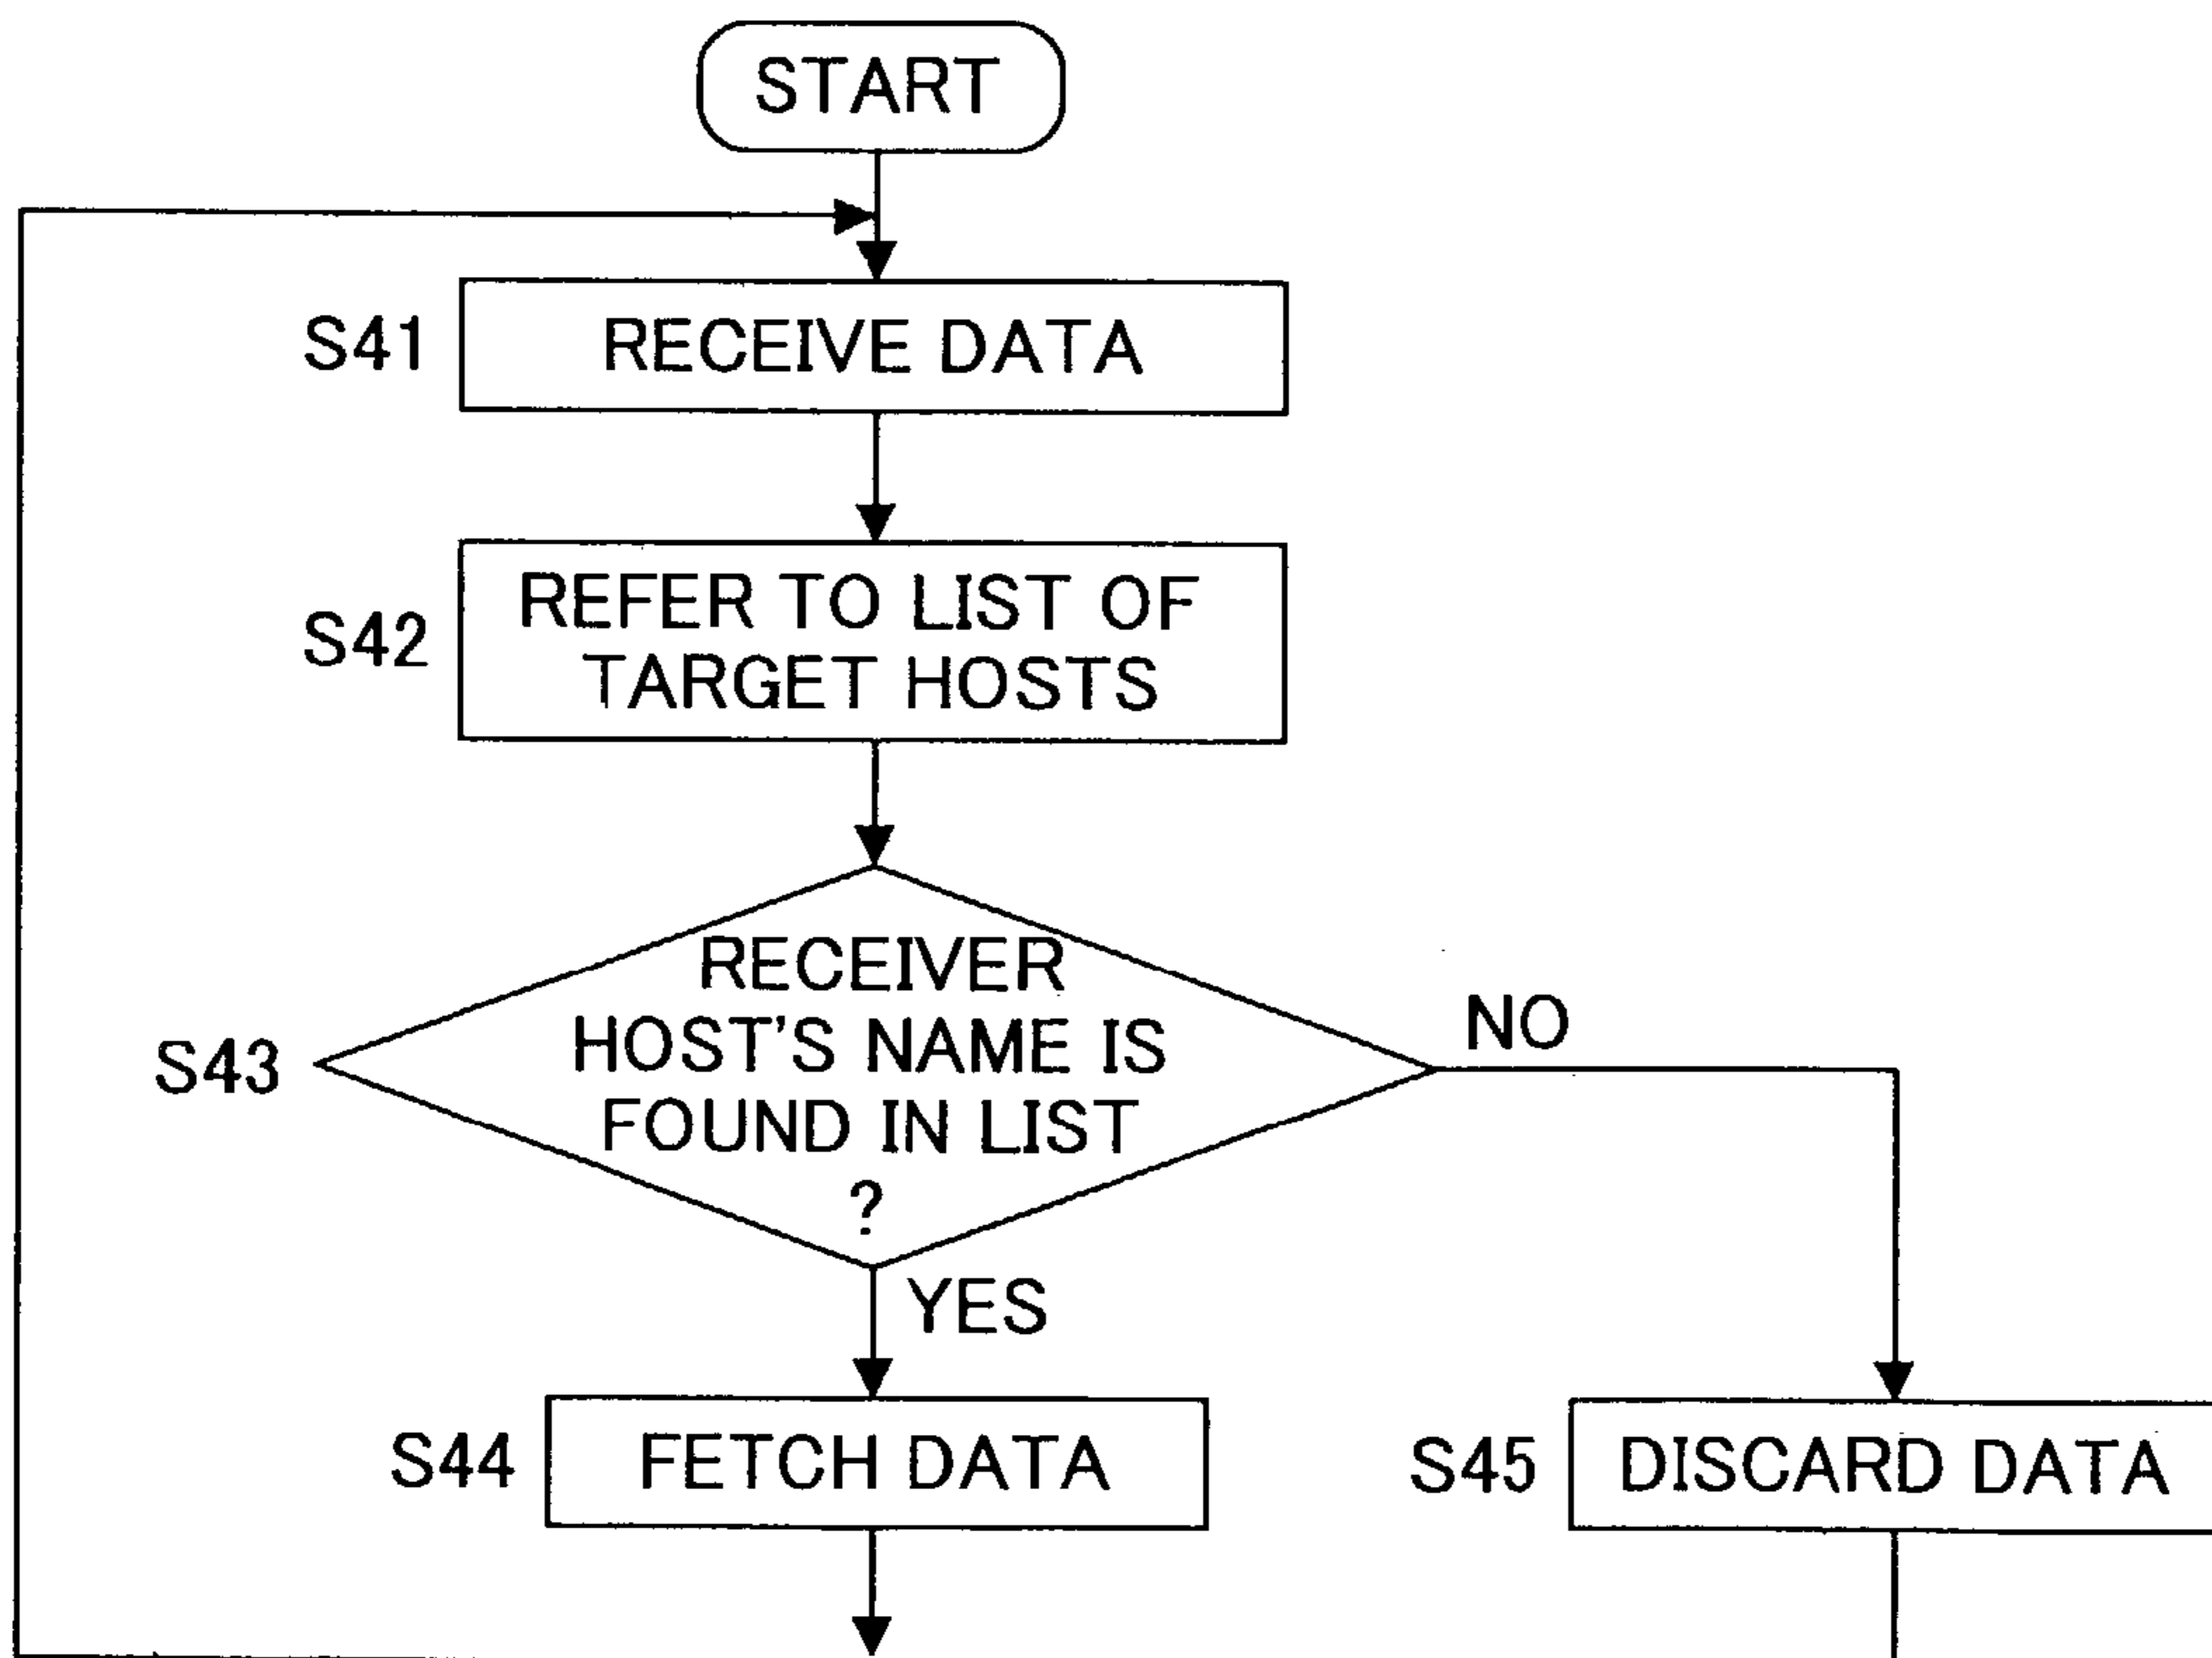 START
S41
RECEIVE DATA
S42
REFER TO LIST OF
TARGET HOSTS
S43
RECEIVER
HOST'S NAME IS
FOUND IN LIST
?
NO
YES
S44
FETCH DATA
S45
DISCARD DATA